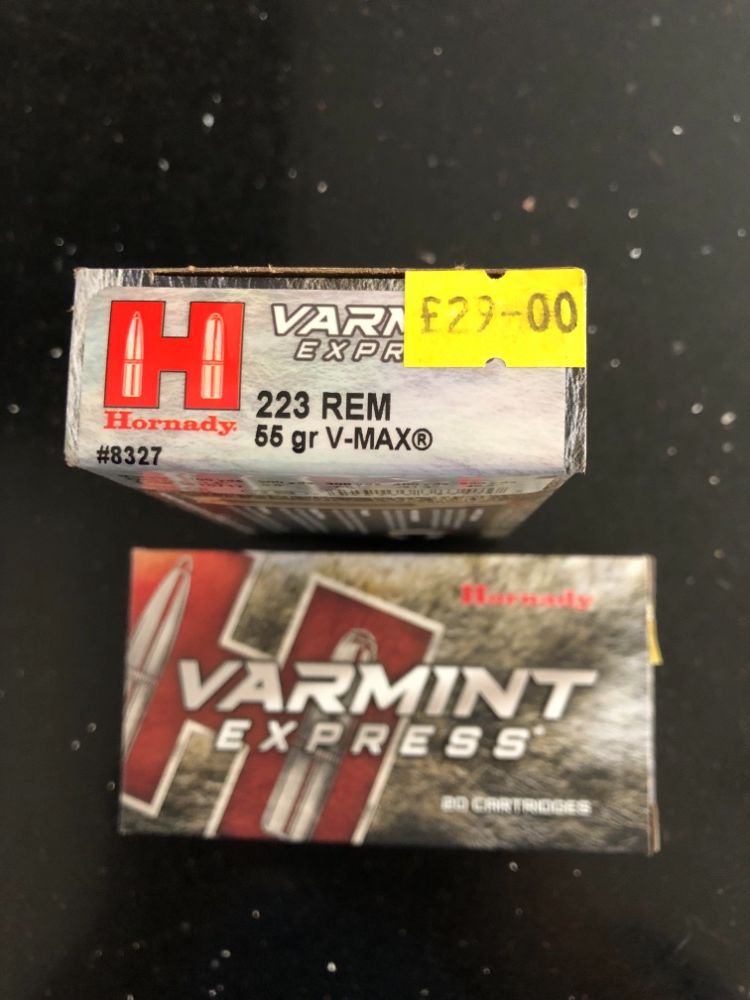 VARM
EXPR
£29-00
223 REM
55 gr V-MAX®
Hornady
#8327
Hornady
VARMINT
EXPRESS®
20 CARTRIDGES